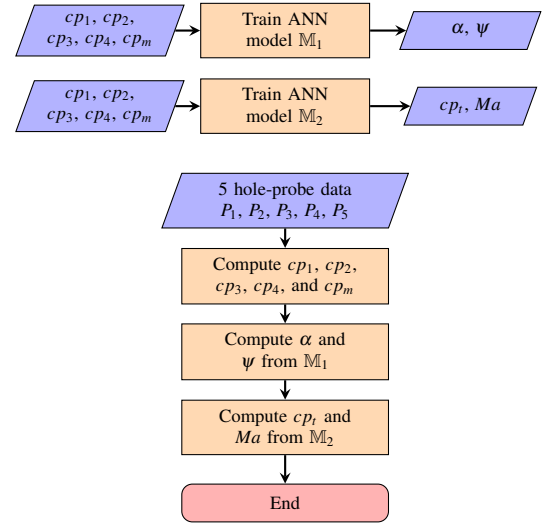 cp₁, cp₂,
cp₃, cp₄, cpₘ
Train ANN
model 𝕄₁
α, ψ
cp₁, cp₂,
cp₃, cp₄, cpₘ
Train ANN
model 𝕄₂
cpₜ, Ma
5 hole-probe data
P₁, P₂, P₃, P₄, P₅
Compute cp₁, cp₂,
cp₃, cp₄, and cpₘ
Compute α and
ψ from 𝕄₁
Compute cpₜ and
Ma from 𝕄₂
End